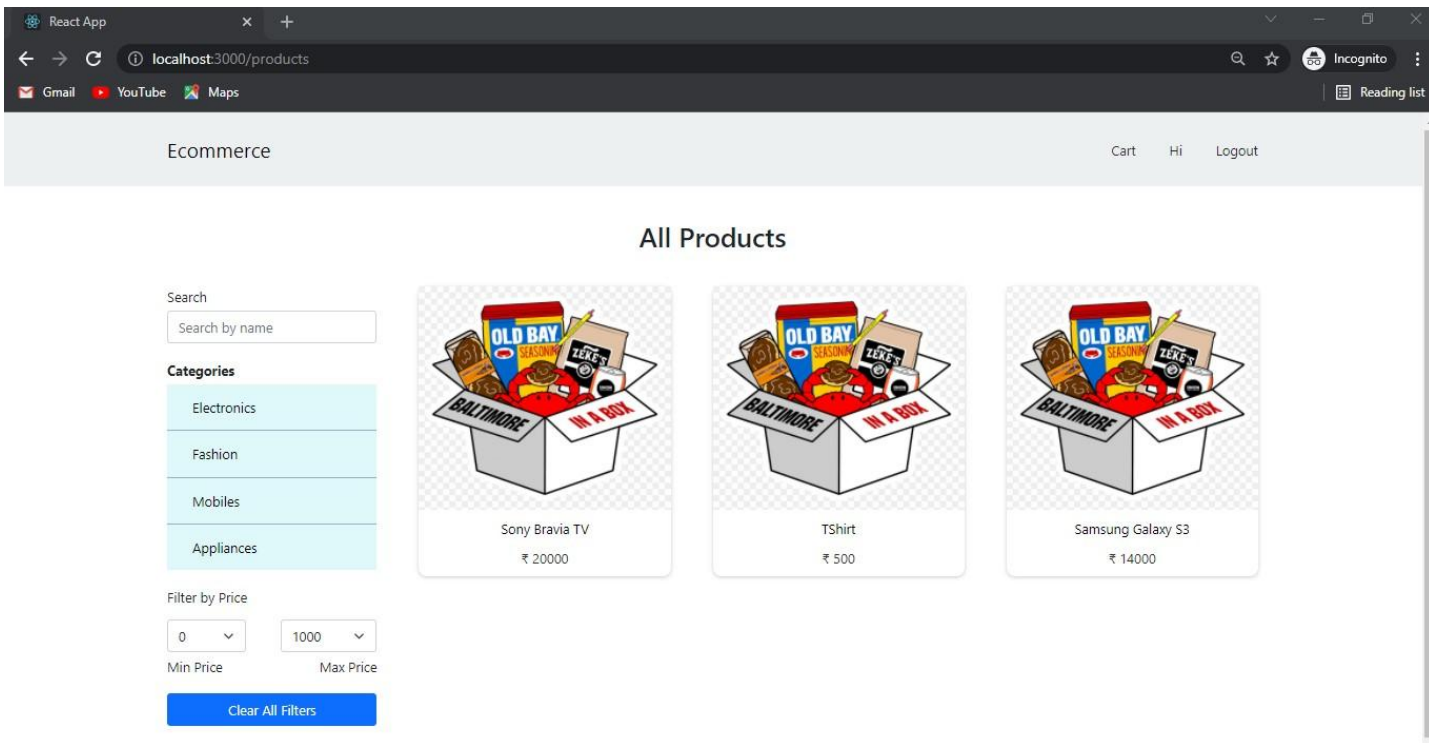 React App
localhost:3000/products
Incognito
Gmail YouTube Maps
Reading list
Ecommerce
Cart Hi Logout
All Products
Search
Search by name
Categories
Electronics
Fashion
Mobiles
Appliances
Filter by Price
0 1000
Min Price Max Price
Clear All Filters
OLD BAY
SEASONING
ZEKE'S
BALTIMORE IN A BOX
Sony Bravia TV
₹ 20000
OLD BAY
SEASONING
ZEKE'S
BALTIMORE IN A BOX
TShirt
₹ 500
OLD BAY
SEASONING
ZEKE'S
BALTIMORE IN A BOX
Samsung Galaxy S3
₹ 14000